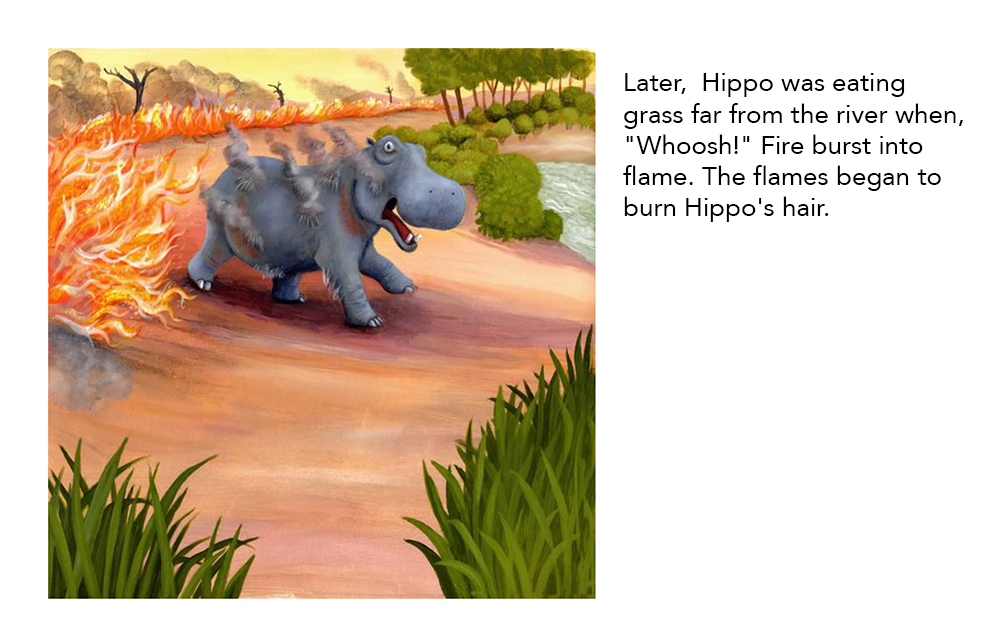 Later,  Hippo was eating
grass far from the river when,
"Whoosh!" Fire burst into
flame. The flames began to
burn Hippo's hair.